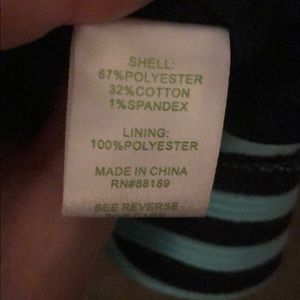 SHELL:
67%POLYESTER
32%COTTON
1%SPANDEX
LINING:
100%POLYESTER
MADE IN CHINA
RN#88189
SEE REVERSE